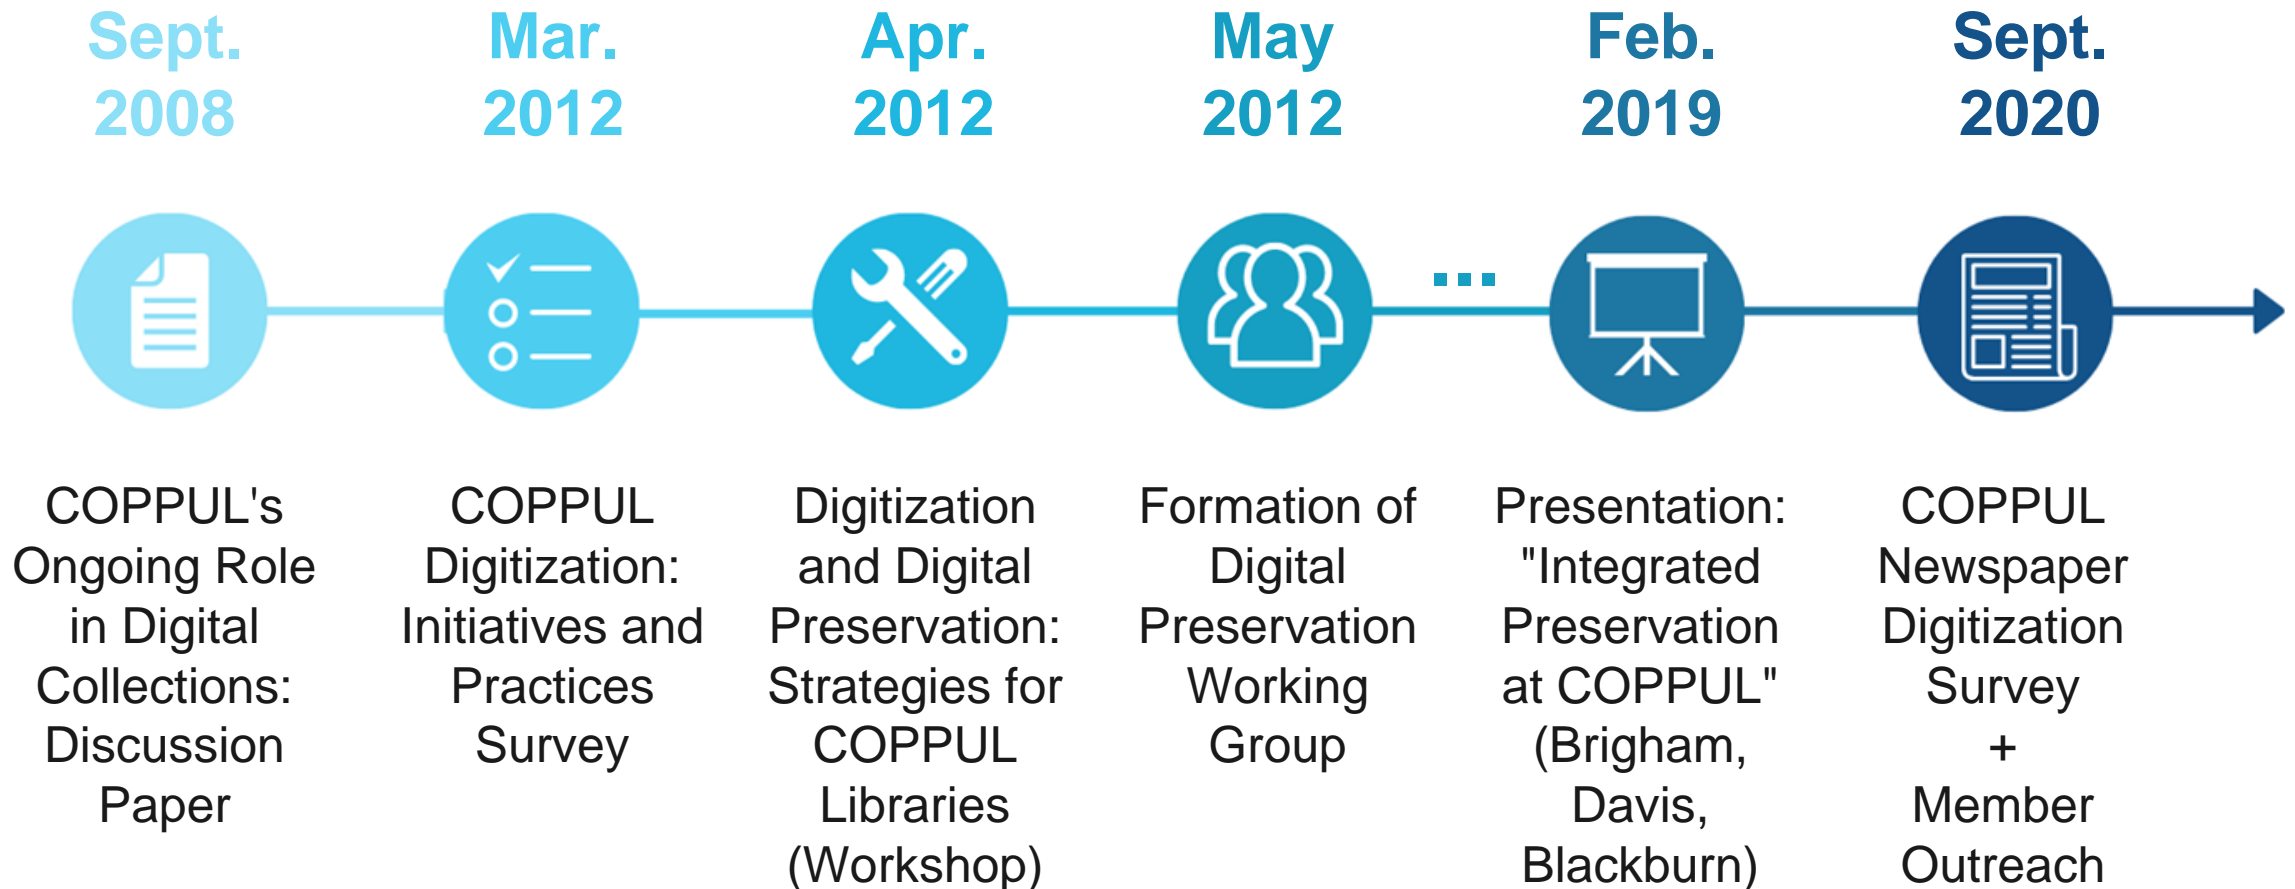 Sept.
2008
Mar.
2012
Apr.
2012
May
2012
...
Feb.
2019
Sept.
2020
COPPUL's
Ongoing Role
in Digital
Collections:
Discussion
Paper
COPPUL
Digitization:
Initiatives and
Practices
Survey
Digitization
and Digital
Preservation:
Strategies for
COPPUL
Libraries
(Workshop)
Formation of
Digital
Preservation
Working
Group
Presentation:
"Integrated
Preservation
at COPPUL"
(Brigham,
Davis,
Blackburn)
COPPUL
Newspaper
Digitization
Survey
+
Member
Outreach